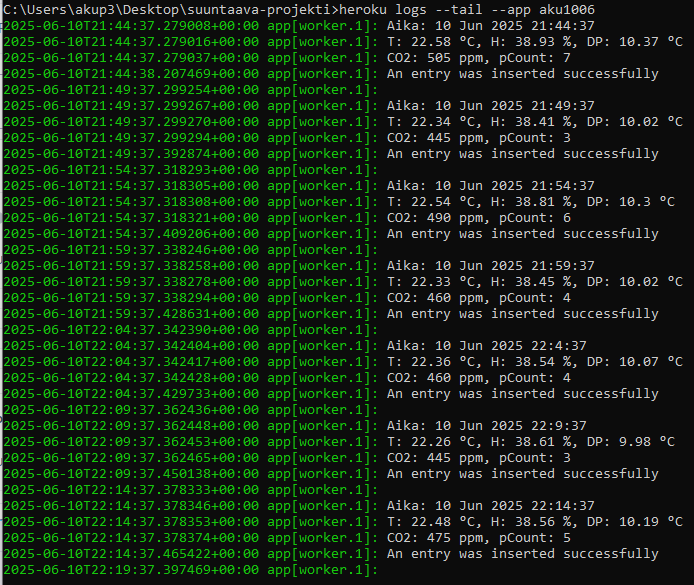 C:\Users\akup3\Desktop\suuntaava-projekti>heroku logs --tail --app aku1006
2025-06-10T21:44:37.279008+00:00 app[worker.1]: Aika: 10 Jun 2025 21:44:37
2025-06-10T21:44:37.279016+00:00 app[worker.1]: T: 22.58 ºC, H: 38.93 %, DP: 10.37 ºC
2025-06-10T21:44:37.279037+00:00 app[worker.1]: CO2: 505 ppm, pCount: 7
2025-06-10T21:44:38.207469+00:00 app[worker.1]: An entry was inserted successfully
2025-06-10T21:49:37.299254+00:00 app[worker.1]:
2025-06-10T21:49:37.299267+00:00 app[worker.1]: Aika: 10 Jun 2025 21:49:37
2025-06-10T21:49:37.299270+00:00 app[worker.1]: T: 22.34 ºC, H: 38.41 %, DP: 10.02 ºC
2025-06-10T21:49:37.299294+00:00 app[worker.1]: CO2: 445 ppm, pCount: 3
2025-06-10T21:49:37.392874+00:00 app[worker.1]: An entry was inserted successfully
2025-06-10T21:54:37.318293+00:00 app[worker.1]:
2025-06-10T21:54:37.318305+00:00 app[worker.1]: Aika: 10 Jun 2025 21:54:37
2025-06-10T21:54:37.318308+00:00 app[worker.1]: T: 22.54 ºC, H: 38.81 %, DP: 10.3 ºC
2025-06-10T21:54:37.318321+00:00 app[worker.1]: CO2: 490 ppm, pCount: 6
2025-06-10T21:54:37.409206+00:00 app[worker.1]: An entry was inserted successfully
2025-06-10T21:59:37.338246+00:00 app[worker.1]:
2025-06-10T21:59:37.338258+00:00 app[worker.1]: Aika: 10 Jun 2025 21:59:37
2025-06-10T21:59:37.338278+00:00 app[worker.1]: T: 22.33 ºC, H: 38.45 %, DP: 10.02 ºC
2025-06-10T21:59:37.338294+00:00 app[worker.1]: CO2: 460 ppm, pCount: 4
2025-06-10T21:59:37.428631+00:00 app[worker.1]: An entry was inserted successfully
2025-06-10T22:04:37.342390+00:00 app[worker.1]:
2025-06-10T22:04:37.342404+00:00 app[worker.1]: Aika: 10 Jun 2025 22:4:37
2025-06-10T22:04:37.342417+00:00 app[worker.1]: T: 22.36 ºC, H: 38.54 %, DP: 10.07 ºC
2025-06-10T22:04:37.342428+00:00 app[worker.1]: CO2: 460 ppm, pCount: 4
2025-06-10T22:04:37.429733+00:00 app[worker.1]: An entry was inserted successfully
2025-06-10T22:09:37.362436+00:00 app[worker.1]:
2025-06-10T22:09:37.362448+00:00 app[worker.1]: Aika: 10 Jun 2025 22:9:37
2025-06-10T22:09:37.362453+00:00 app[worker.1]: T: 22.26 ºC, H: 38.61 %, DP: 9.98 ºC
2025-06-10T22:09:37.362465+00:00 app[worker.1]: CO2: 445 ppm, pCount: 3
2025-06-10T22:09:37.450138+00:00 app[worker.1]: An entry was inserted successfully
2025-06-10T22:14:37.378333+00:00 app[worker.1]:
2025-06-10T22:14:37.378346+00:00 app[worker.1]: Aika: 10 Jun 2025 22:14:37
2025-06-10T22:14:37.378353+00:00 app[worker.1]: T: 22.48 ºC, H: 38.56 %, DP: 10.19 ºC
2025-06-10T22:14:37.378374+00:00 app[worker.1]: CO2: 475 ppm, pCount: 5
2025-06-10T22:14:37.465422+00:00 app[worker.1]: An entry was inserted successfully
2025-06-10T22:19:37.397469+00:00 app[worker.1]: